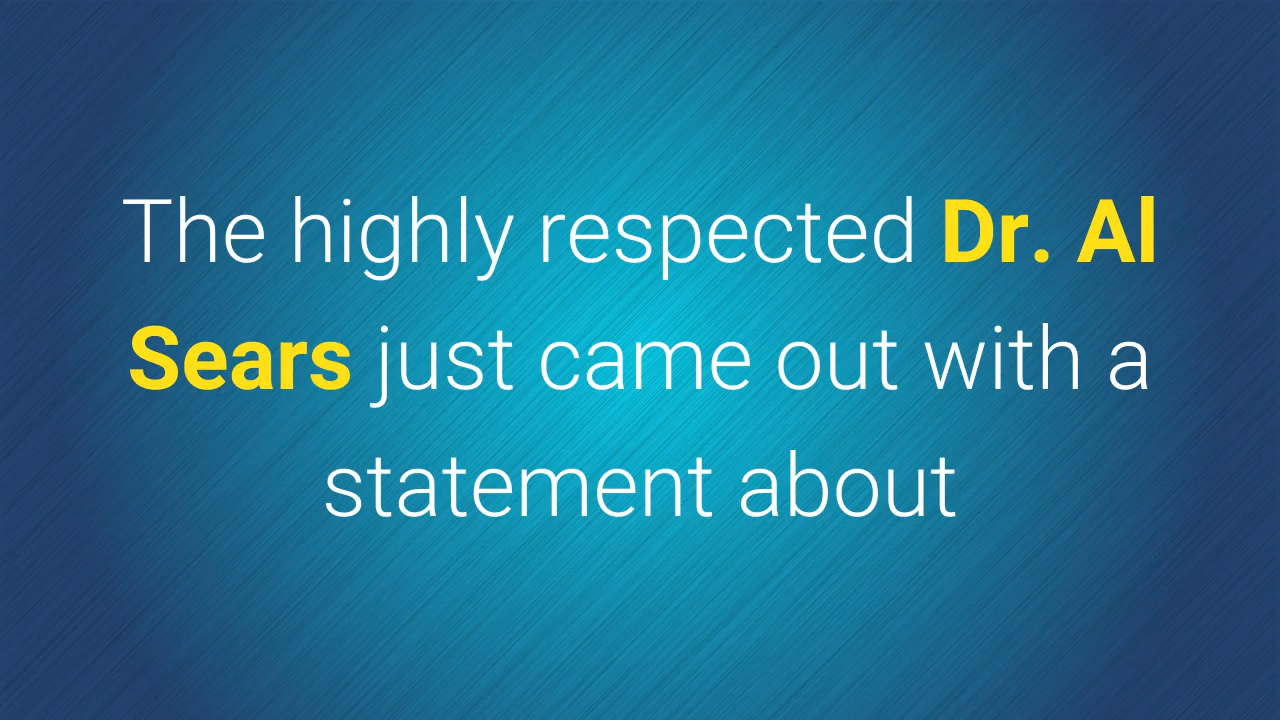 The highly respected Dr. Al
Sears just came out with a
statement about